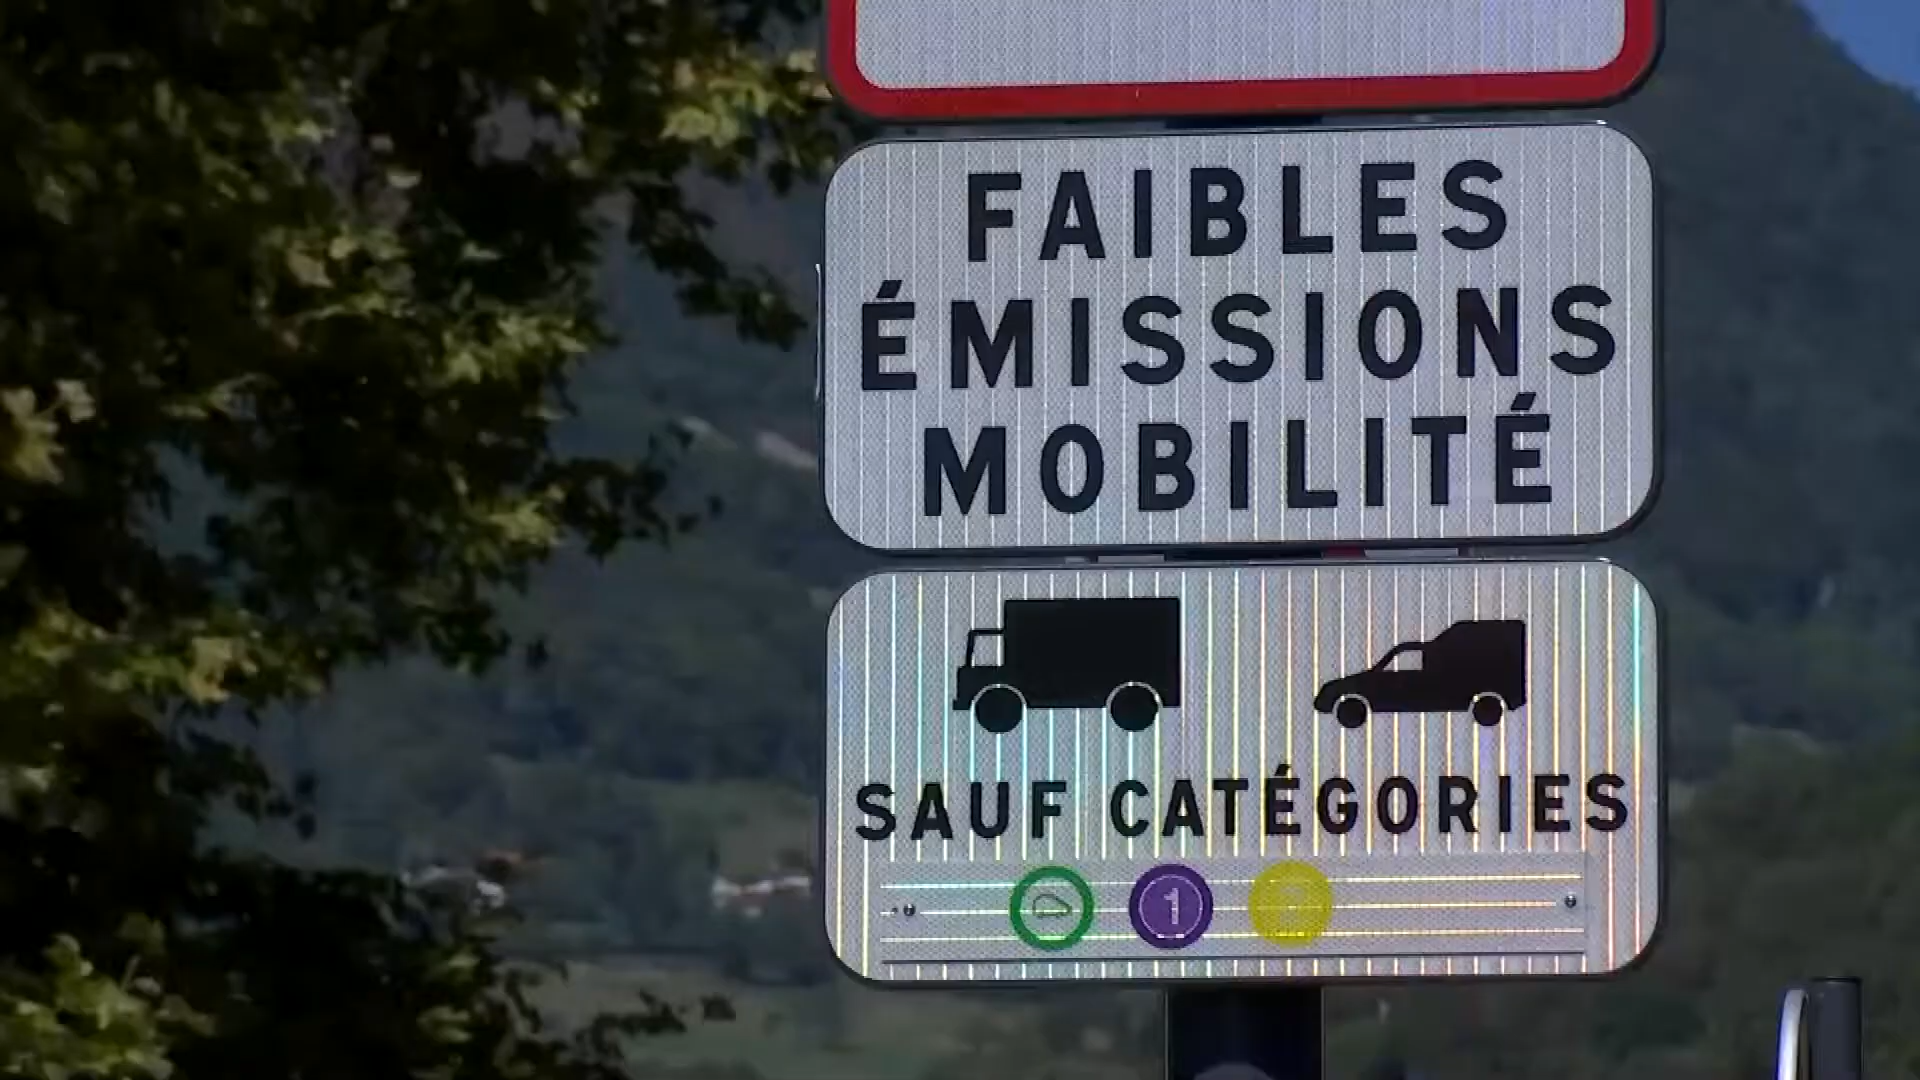 FAIBLES
ÉMISSIONS
MOBILITÉ
SAUF CATÉGORIES
1